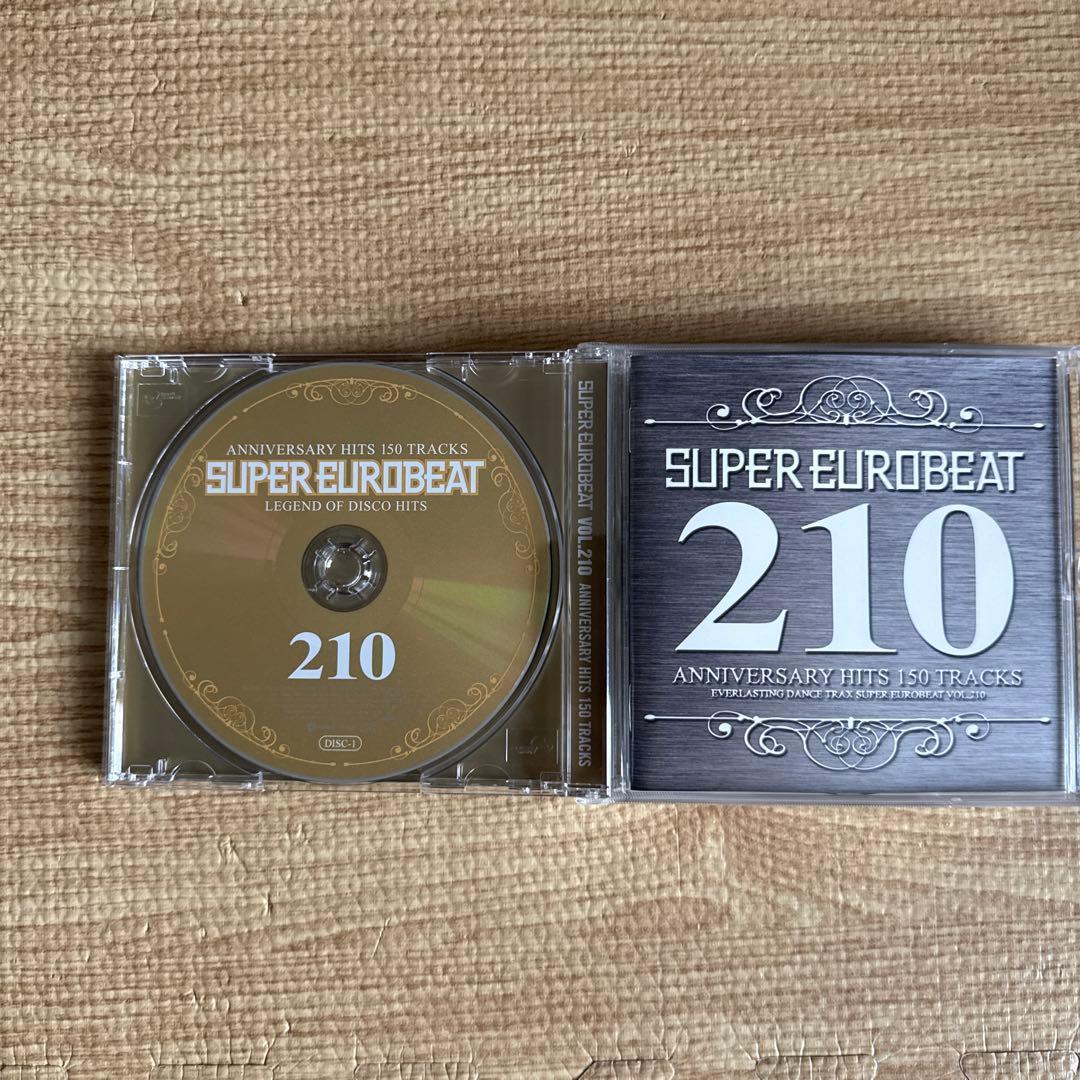 ANNIVERSARY HITS 150 TRACKS
SUPER EUROBEAT
LEGEND OF DISCO HITS
210
DISC-1
SUPER EUROBEAT VOL.210 ANNIVERSARY HITS 150 TRACKS
SUPER EUROBEAT
210
ANNIVERSARY HITS 150 TRACKS
EVERLASTING DANCE TRAX SUPER EUROBEAT VOL.210